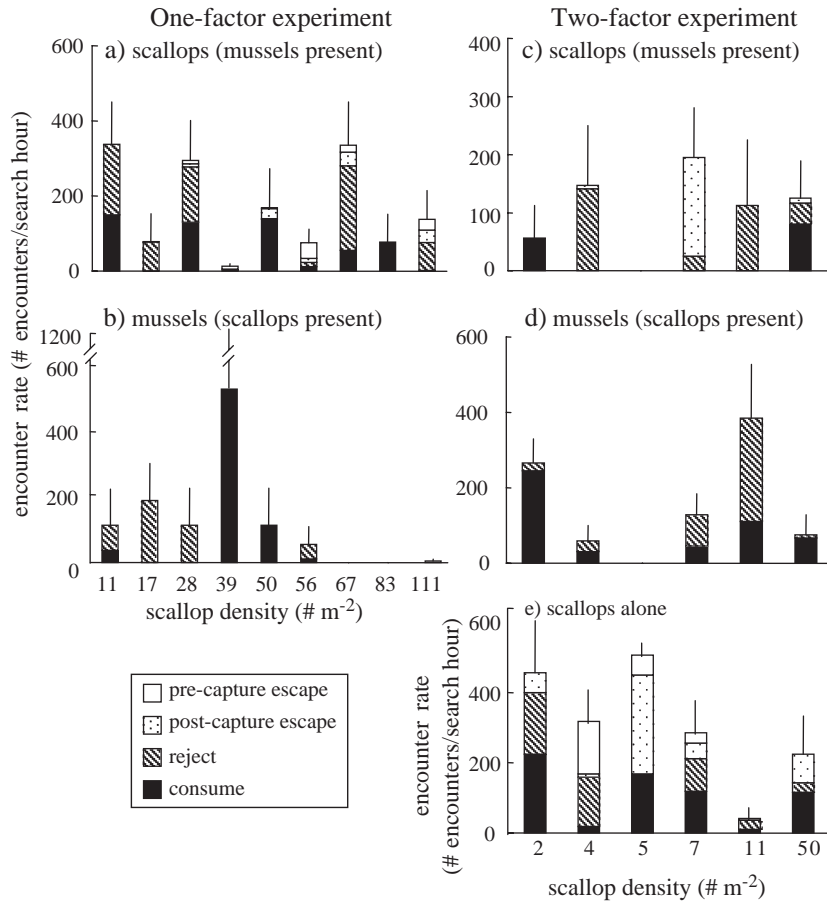 One-factor experiment
Two-factor experiment
a) scallops (mussels present)
600
400
200
0
c) scallops (mussels present)
400
300
200
100
0
encounter rate (# encounters/search hour)
b) mussels (scallops present)
1200
600
400
200
0
11 17 28 39 50 56 67 83 111
scallop density (# m-2)
d) mussels (scallops present)
600
400
200
0
e) scallops alone
600
400
200
0
encounter rate
(# encounters/search hour)
2 4 5 7 11 50
scallop density (# m-2)
pre-capture escape
post-capture escape
reject
consume